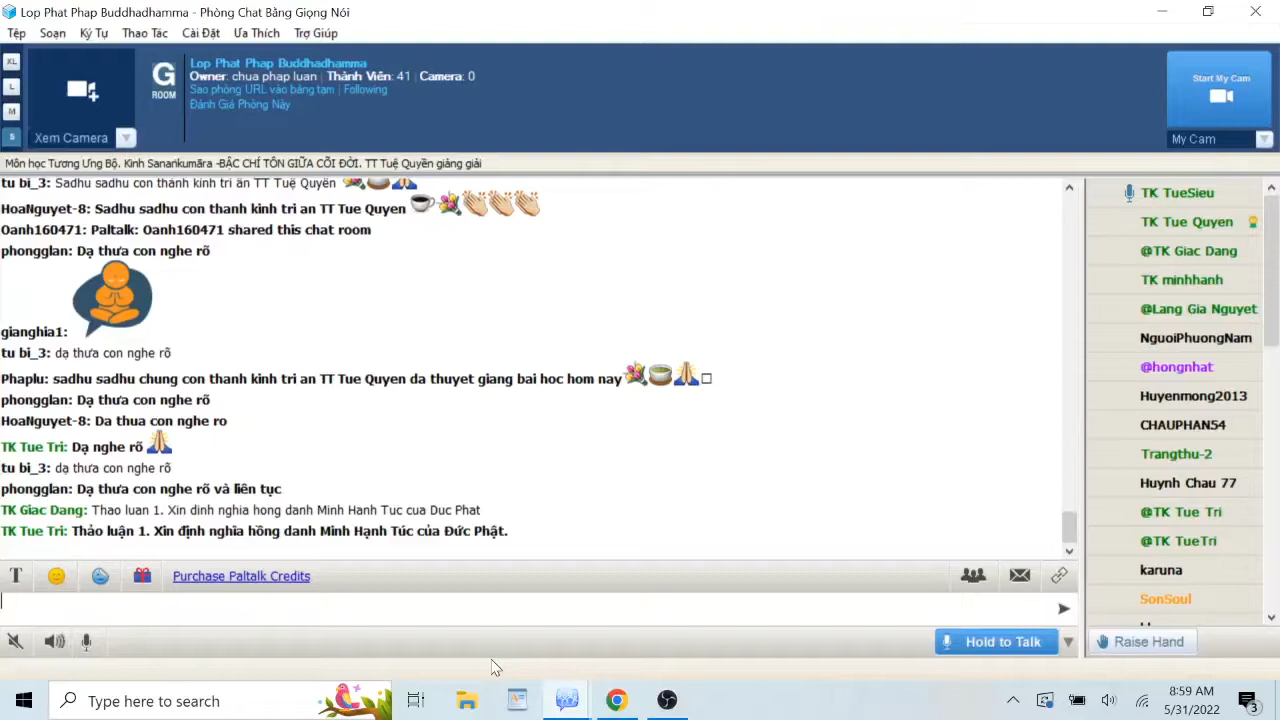 Lop Phat Phap Buddhadhamma - Phòng Chat Bằng Giọng Nói
Tệp Soạn Ký Tự Thao Tác Cài Đặt Ưa Thích Trợ Giúp
XL
L
M
S
Xem Camera
G
ROOM
Lop Phat Phap Buddhadhamma
Owner: chua phap luan | Thành Viên: 41 | Camera: 0
Sao phòng URL vào bảng tạm | Following
Đánh Giá Phòng Này
Start My Cam
My Cam
Môn học Tương Ưng Bộ. Kinh Sanaṅkumāra -BẬC CHÍ TÔN GIỮA CÕI ĐỜI. TT Tuệ Quyền giảng giải
tu bi_3: Sadhu sadhu con thành kính tri ân TT Tuệ Quyền
HoaNguyet-8: Sadhu sadhu con thanh kinh tri an TT Tue Quyen
Oanh160471: Paltalk: Oanh160471 shared this chat room
phongglan: Dạ thưa con nghe rõ
gianghia1:
tu bi_3: dạ thưa con nghe rõ
Phaplu: sadhu sadhu chung con thanh kinh tri an TT Tue Quyen da thuyet giang bai hoc hom nay
phongglan: Dạ thưa con nghe rõ
HoaNguyet-8: Da thua con nghe ro
TK Tue Tri: Dạ nghe rõ
tu bi_3: dạ thưa con nghe rõ
phongglan: Dạ thưa con nghe rõ và liên tục
TK Giac Dang: Thao luan 1. Xin dinh nghia hong danh Minh Hanh Tuc cua Duc Phat
TK Tue Tri: Thảo luận 1. Xin định nghĩa hồng danh Minh Hạnh Túc của Đức Phật.
TK TueSieu
TK Tue Quyen
@TK Giac Dang
TK minhhanh
@Lang Gia Nguyet
NguoiPhuongNam
@hongnhat
Huyenmong2013
CHAUPHAN54
Trangthu-2
Huynh Chau 77
@TK Tue Tri
@TK TueTri
karuna
SonSoul
T
Purchase Paltalk Credits
Hold to Talk
Raise Hand
Type here to search
8:59 AM
5/31/2022
3